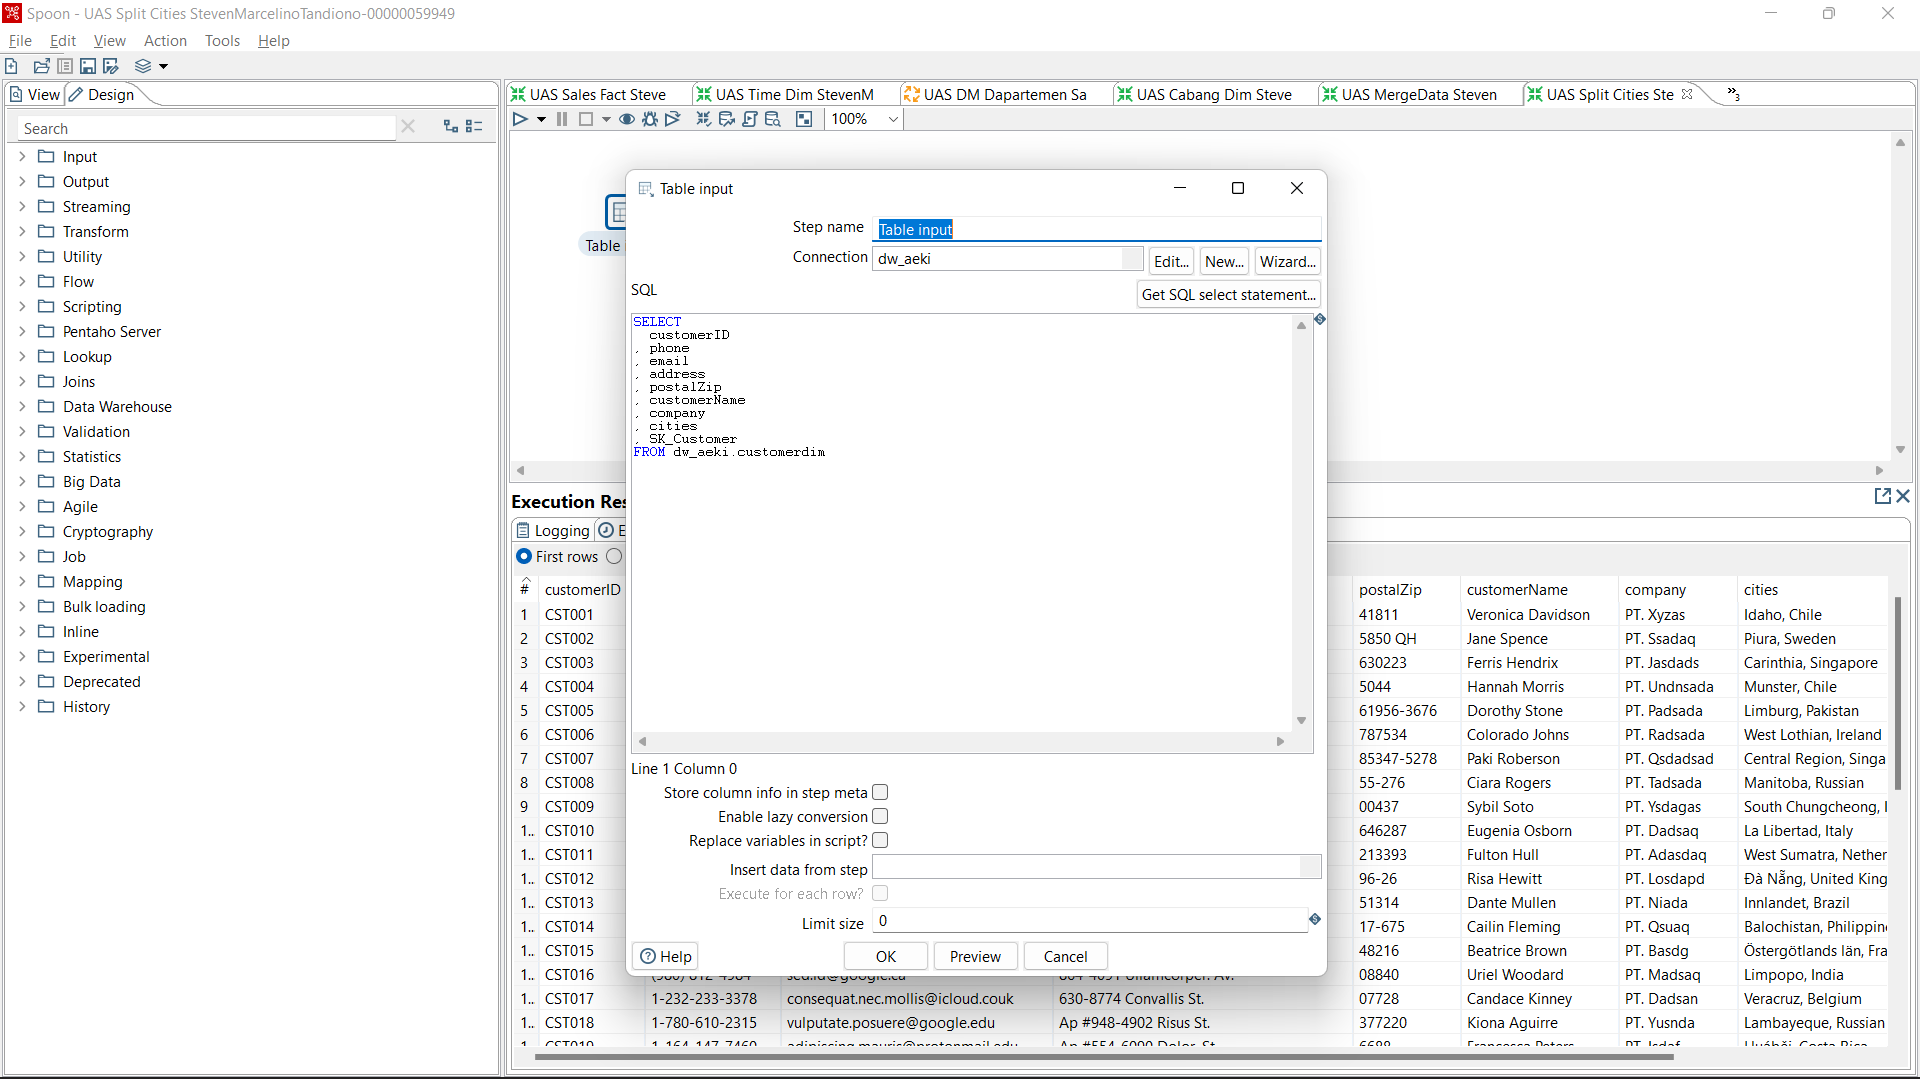 Spoon - UAS Split Cities StevenMarcelinoTandiono-00000059949
File Edit View Action Tools Help
View Design
UAS Sales Fact Steve UAS Time Dim StevenM UAS DM Dapartemen Sa UAS Cabang Dim Steve UAS MergeData Steven UAS Split Cities Ste »3
Search
100%
Input
Output
Streaming
Transform
Utility
Flow
Scripting
Pentaho Server
Lookup
Joins
Data Warehouse
Validation
Statistics
Big Data
Agile
Cryptography
Job
Mapping
Bulk loading
Inline
Experimental
Deprecated
History
Table
Table input
Step name Table input
Connection dw_aeki Edit... New... Wizard...
SQL Get SQL select statement...
SELECT
customerID
, phone
, email
, address
, postalZip
, customerName
, company
, cities
, SK_Customer
FROM dw_aeki.customerdim
Line 1 Column 0
Store column info in step meta
Enable lazy conversion
Replace variables in script?
Insert data from step
Execute for each row?
Limit size 0
Help OK Preview Cancel
Execution Res
Logging E
First rows
# customerID postalZip customerName company cities
1 CST001 41811 Veronica Davidson PT. Xyzas Idaho, Chile
2 CST002 5850 QH Jane Spence PT. Ssadaq Piura, Sweden
3 CST003 630223 Ferris Hendrix PT. Jasdads Carinthia, Singapore
4 CST004 5044 Hannah Morris PT. Undnsada Munster, Chile
5 CST005 61956-3676 Dorothy Stone PT. Padsada Limburg, Pakistan
6 CST006 787534 Colorado Johns PT. Radsada West Lothian, Ireland
7 CST007 85347-5278 Paki Roberson PT. Qsdadsad Central Region, Singa
8 CST008 55-276 Ciara Rogers PT. Tadsada Manitoba, Russian
9 CST009 00437 Sybil Soto PT. Ysdagas South Chungcheong, I
1.. CST010 646287 Eugenia Osborn PT. Dadsaq La Libertad, Italy
1.. CST011 213393 Fulton Hull PT. Adasdaq West Sumatra, Nether
1.. CST012 96-26 Risa Hewitt PT. Losdapd Đà Nẵng, United King
1.. CST013 51314 Dante Mullen PT. Niada Innlandet, Brazil
1.. CST014 17-675 Cailin Fleming PT. Qsuaq Balochistan, Philippin
1.. CST015 48216 Beatrice Brown PT. Basdg Östergötlands län, Fra
1.. CST016 08840 Uriel Woodard PT. Madsaq Limpopo, India
1.. CST017 1-232-233-3378 consequat.nec.mollis@icloud.couk 630-8774 Convallis St. 07728 Candace Kinney PT. Dadsan Veracruz, Belgium
1.. CST018 1-780-610-2315 vulputate.posuere@google.edu Ap #948-4902 Risus St. 377220 Kiona Aguirre PT. Yusnda Lambayeque, Russian